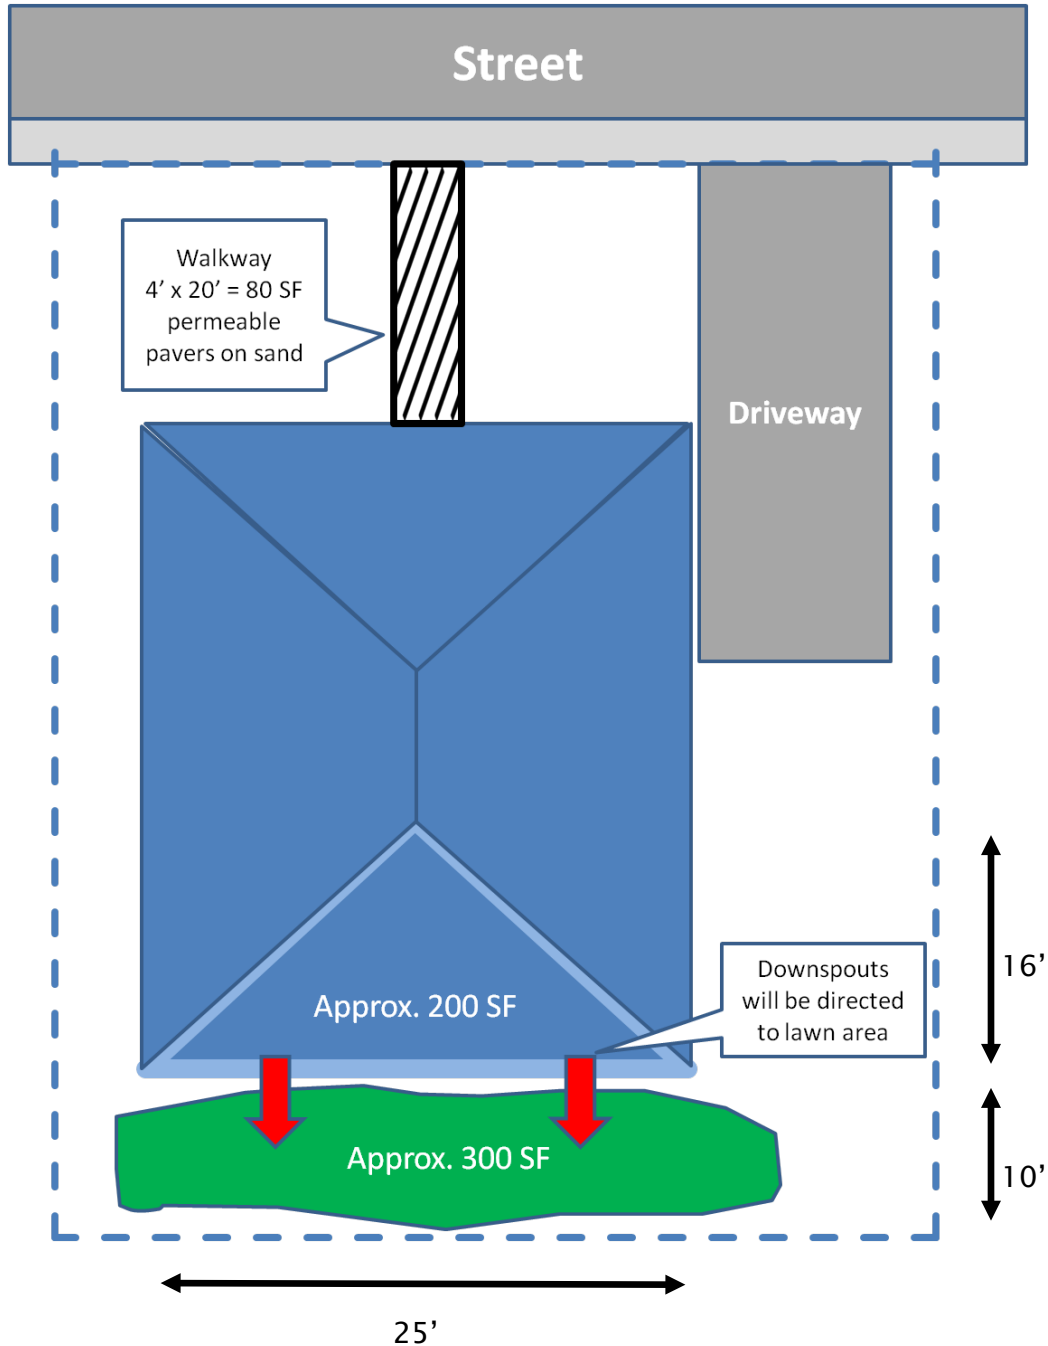 Street
Walkway
4’ x 20’ = 80 SF
permeable
pavers on sand
Driveway
16’
Downspouts
will be directed
to lawn area
Approx. 200 SF
Approx. 300 SF
10’
25’